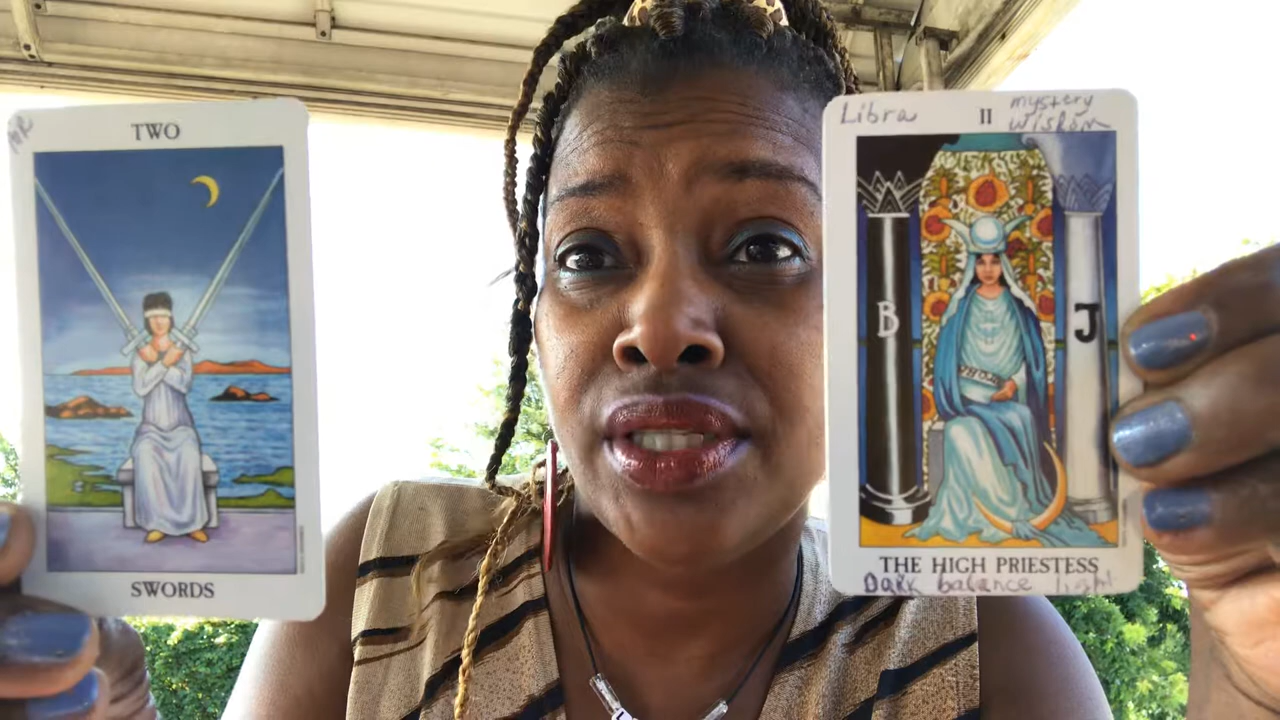 TWO
SWORDS
Libra
II
mystery
wisdom
B
J
THE HIGH PRIESTESS
Dark balance light